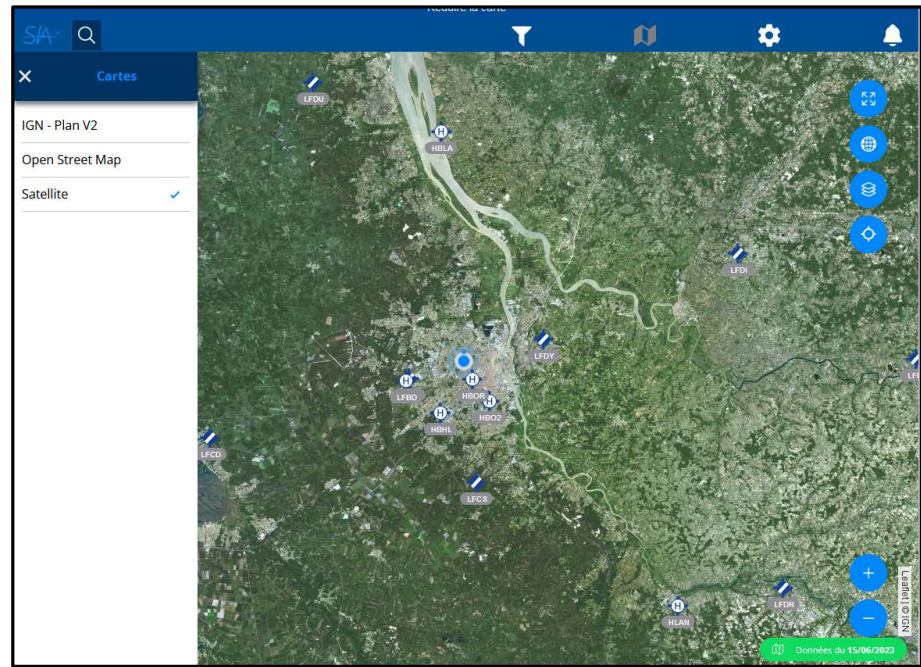 Réduire la carte
SIA
Cartes
IGN - Plan V2
Open Street Map
Satellite
LFDU
H
HBLA
LFDI
LFDY
H
LFBD
H
HBOR
H
HBO2
H
HBHL
LFCD
LFCS
H
HLAN
LFDR
+
−
Leaflet | © IGN
Données du 15/06/2023